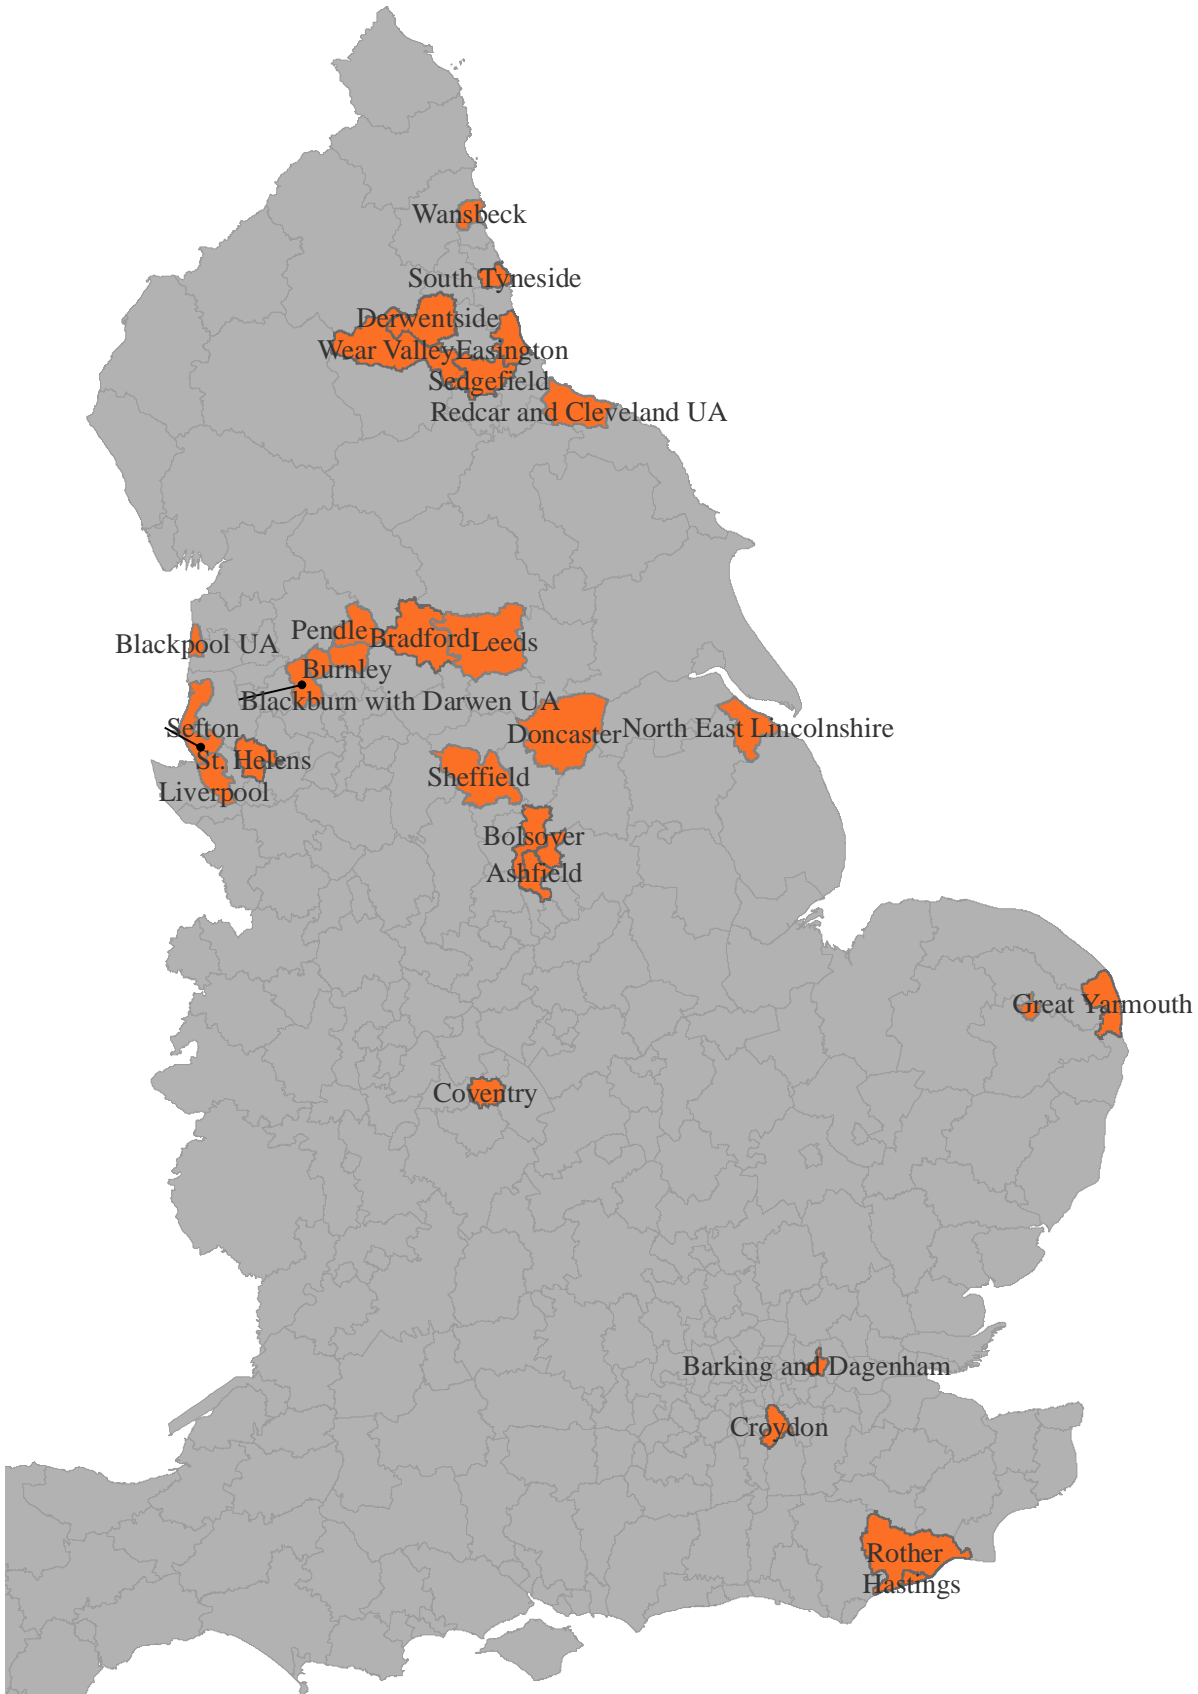 Wansbeck
South Tyneside
Derwentside
Wear Valley
Easington
Sedgefield
Redcar and Cleveland UA
Pendle
Bradford
Leeds
Blackpool UA
Burnley
Blackburn with Darwen UA
Sefton
Doncaster
North East Lincolnshire
St. Helens
Sheffield
Liverpool
Bolsover
Ashfield
Great Yarmouth
Coventry
Barking and Dagenham
Croydon
Rother
Hastings